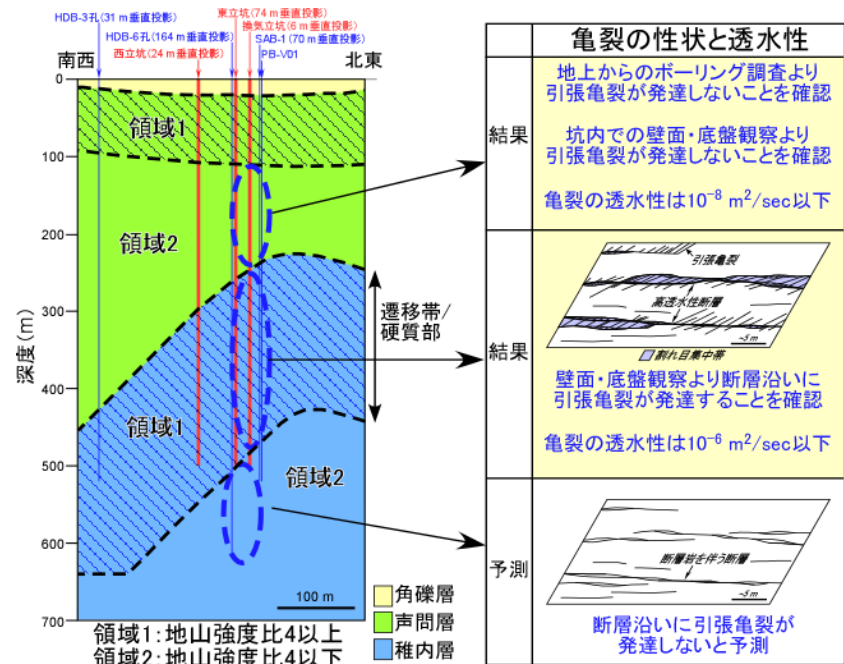 HDB-3孔(31 m垂直投影)
東立坑(74 m垂直投影)
換気立坑(6 m垂直投影)
HDB-6孔(164 m垂直投影)
SAB-1 (70 m垂直投影)
西立坑(24 m垂直投影)
PB-V01
南西
北東
0
100
200
300
400
500
600
700
深度(m)
領域1
領域2
領域1
領域2
遷移帯/
硬質部
100 m
角礫層
声問層
稚内層
領域1:地山強度比4以上
領域2:地山強度比4以下
亀裂の性状と透水性
結果
地上からのボーリング調査より
引張亀裂が発達しないことを確認
坑内での壁面・底盤観察より
引張亀裂が発達しないことを確認
亀裂の透水性は10⁻⁸ m²/sec以下
結果
引張亀裂
高透水性断層
~5 m
割れ目集中帯
壁面・底盤観察より断層沿いに
引張亀裂が発達することを確認
亀裂の透水性は10⁻⁶ m²/sec以下
予測
断層岩を伴う断層
~5 m
断層沿いに引張亀裂が
発達しないと予測